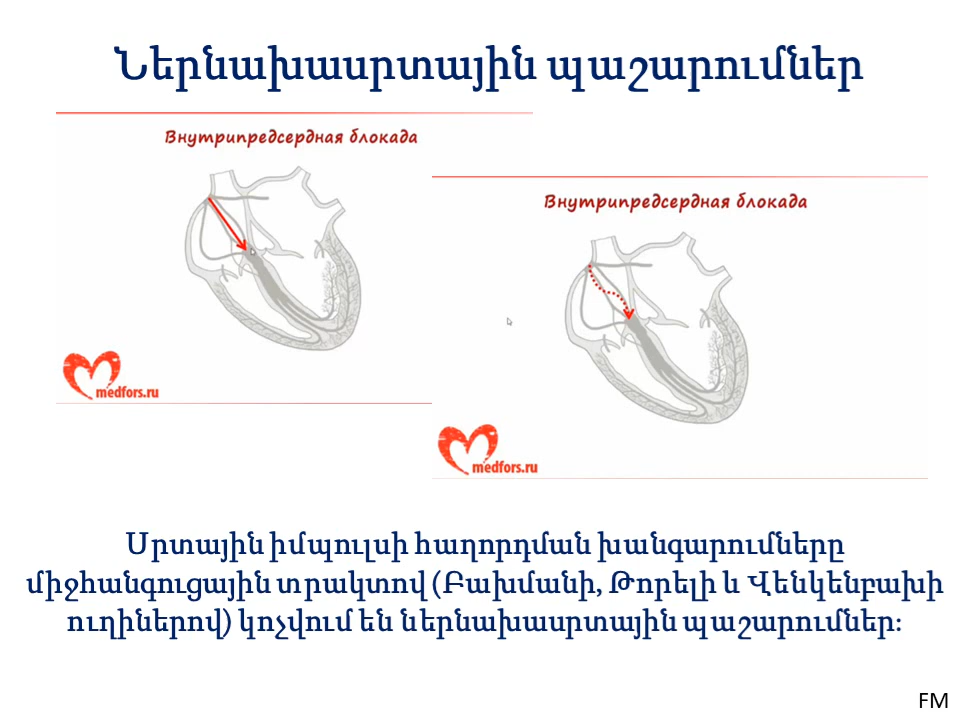 Ներնախասրտային պաշարումներ
Внутрипредсердная блокада
medfors.ru
Внутрипредсердная блокада
medfors.ru
Սրտային իմպուլսի հաղորդման խանգարումները
միջհանգուցային տրակտով (Բախմանի, Թորելի և Վենկենբախի
ուղիներով) կոչվում են ներնախասրտային պաշարումներ:
FM